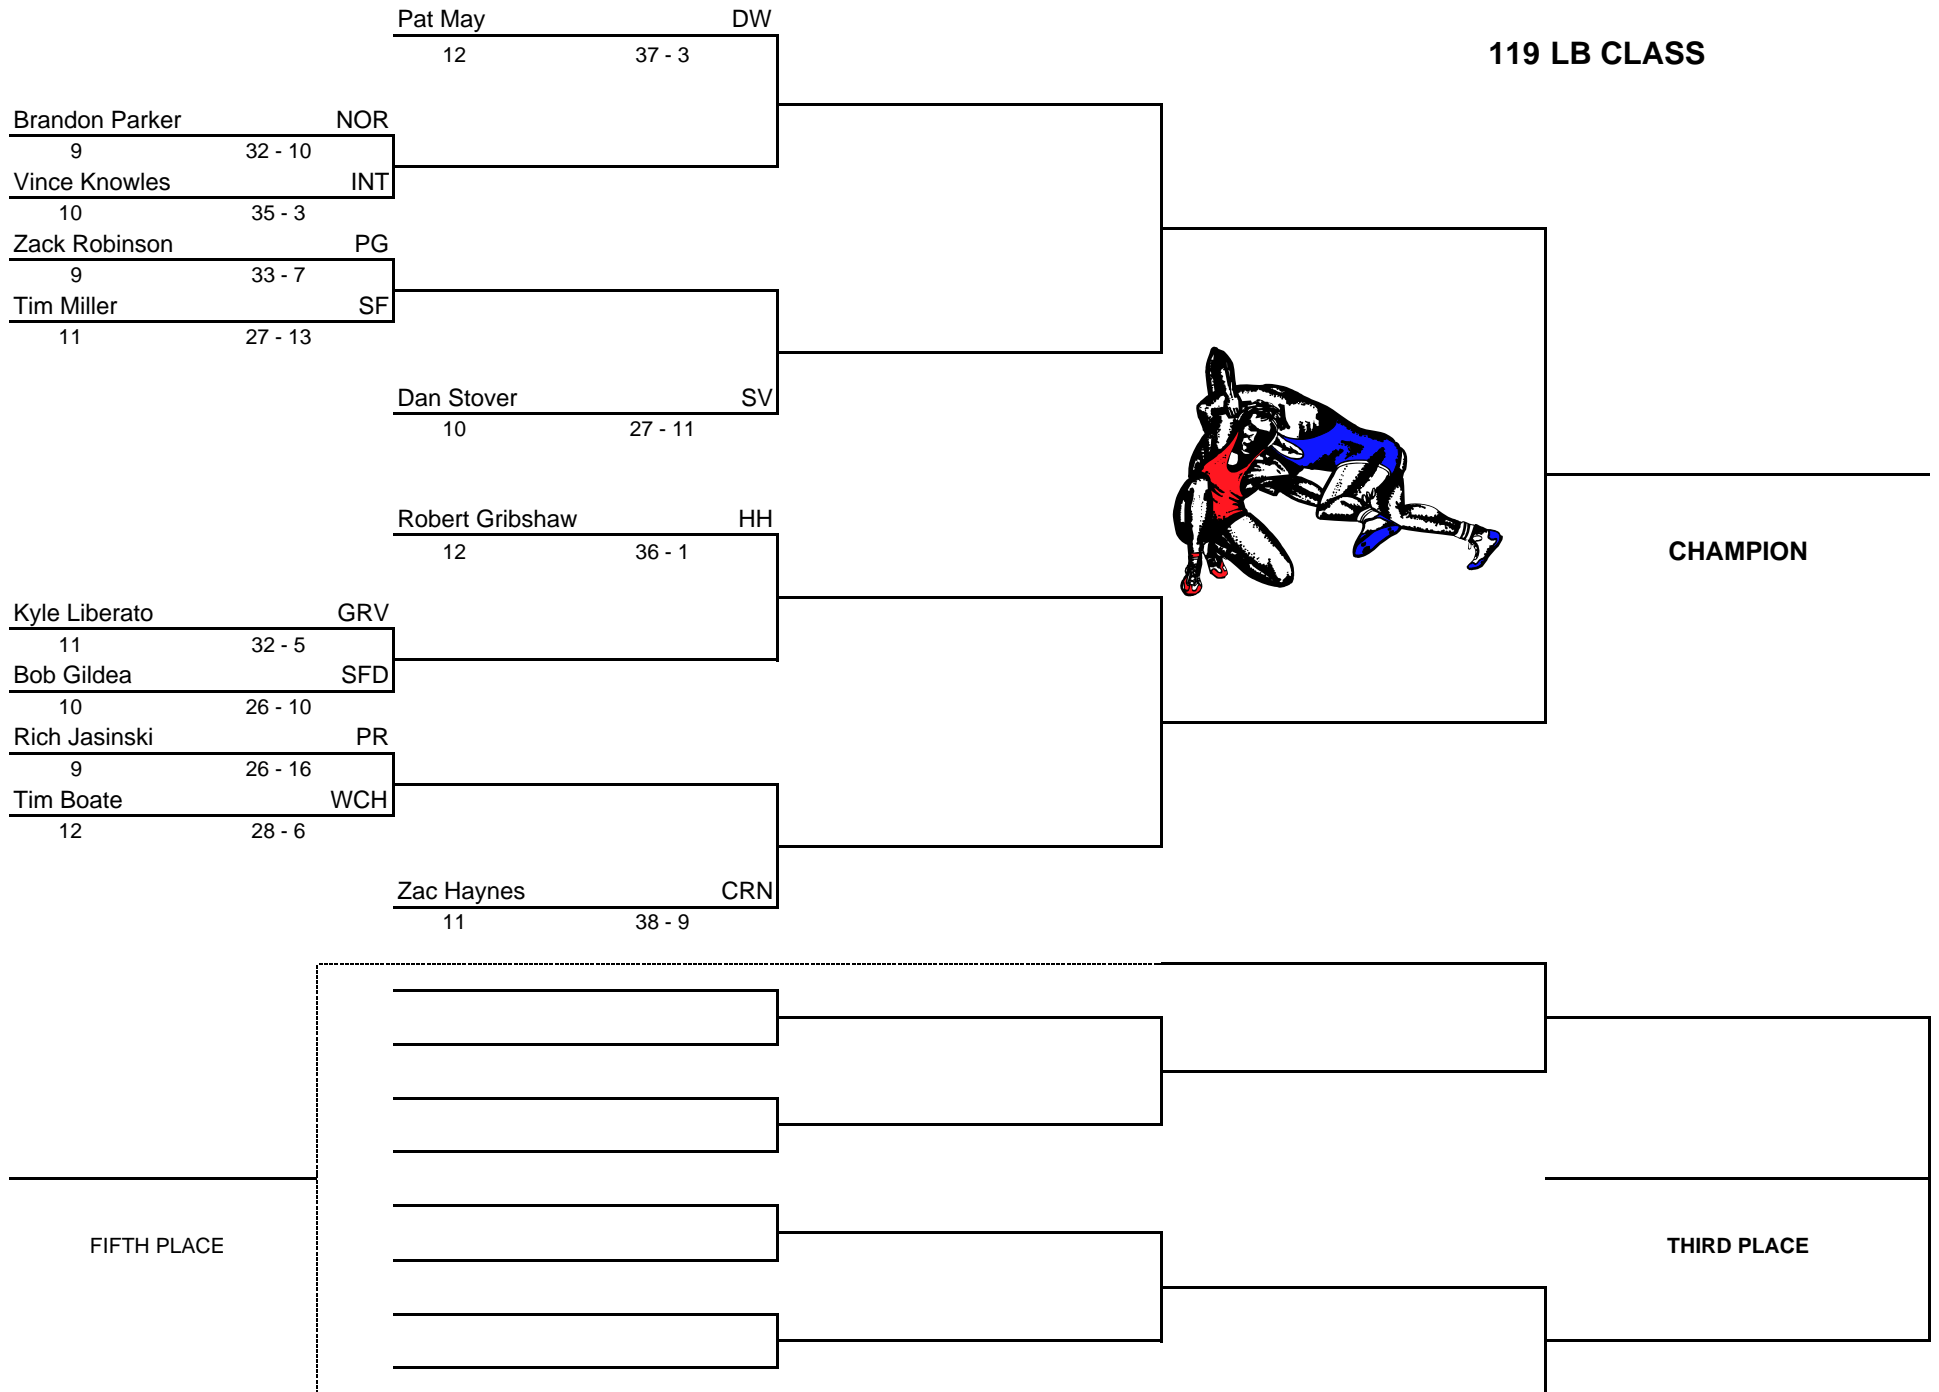 Pat May DW
12 37 - 3
119 LB CLASS
Brandon Parker NOR
9 32 - 10
Vince Knowles INT
10 35 - 3
Zack Robinson PG
9 33 - 7
Tim Miller SF
11 27 - 13
Dan Stover SV
10 27 - 11
Robert Gribshaw HH
12 36 - 1
CHAMPION
Kyle Liberato GRV
11 32 - 5
Bob Gildea SFD
10 26 - 10
Rich Jasinski PR
9 26 - 16
Tim Boate WCH
12 28 - 6
Zac Haynes CRN
11 38 - 9
FIFTH PLACE
THIRD PLACE